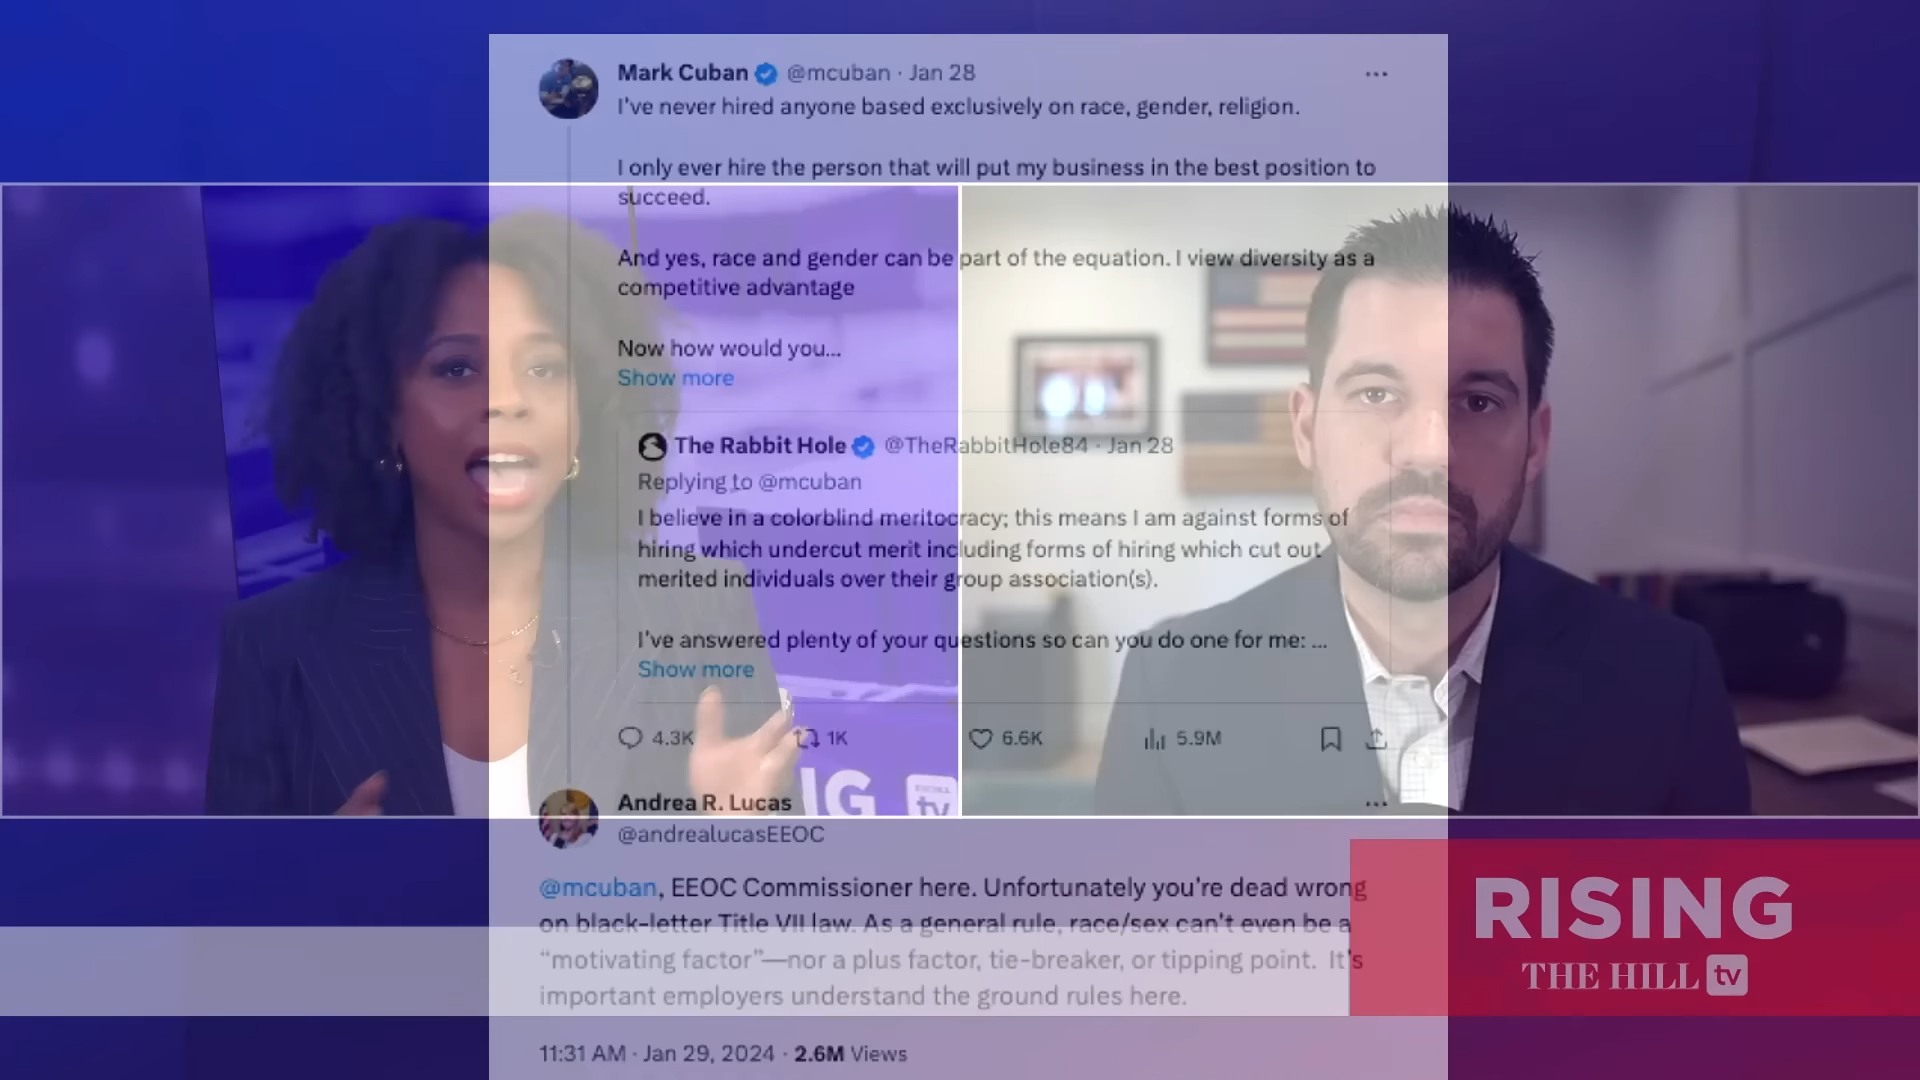 Mark Cuban @mcuban · Jan 28
I've never hired anyone based exclusively on race, gender, religion.
I only ever hire the person that will put my business in the best position to
succeed.
And yes, race and gender can be part of the equation. I view diversity as a
competitive advantage
Now how would you...
Show more
The Rabbit Hole @TheRabbitHole84 · Jan 28
Replying to @mcuban
I believe in a colorblind meritocracy; this means I am against forms of
hiring which undercut merit including forms of hiring which cut out
merited individuals over their group association(s).
I've answered plenty of your questions so can you do one for me: ...
Show more
4.3K 1K 6.6K 5.9M
NG tv
Andrea R. Lucas
@andrealucasEEOC
@mcuban, EEOC Commissioner here. Unfortunately you're dead wrong
on black-letter Title VII law. As a general rule, race/sex can't even be a
“motivating factor”—nor a plus factor, tie-breaker, or tipping point. It's
important employers understand the ground rules here.
11:31 AM · Jan 29, 2024 · 2.6M Views
RISING
THE HILL tv